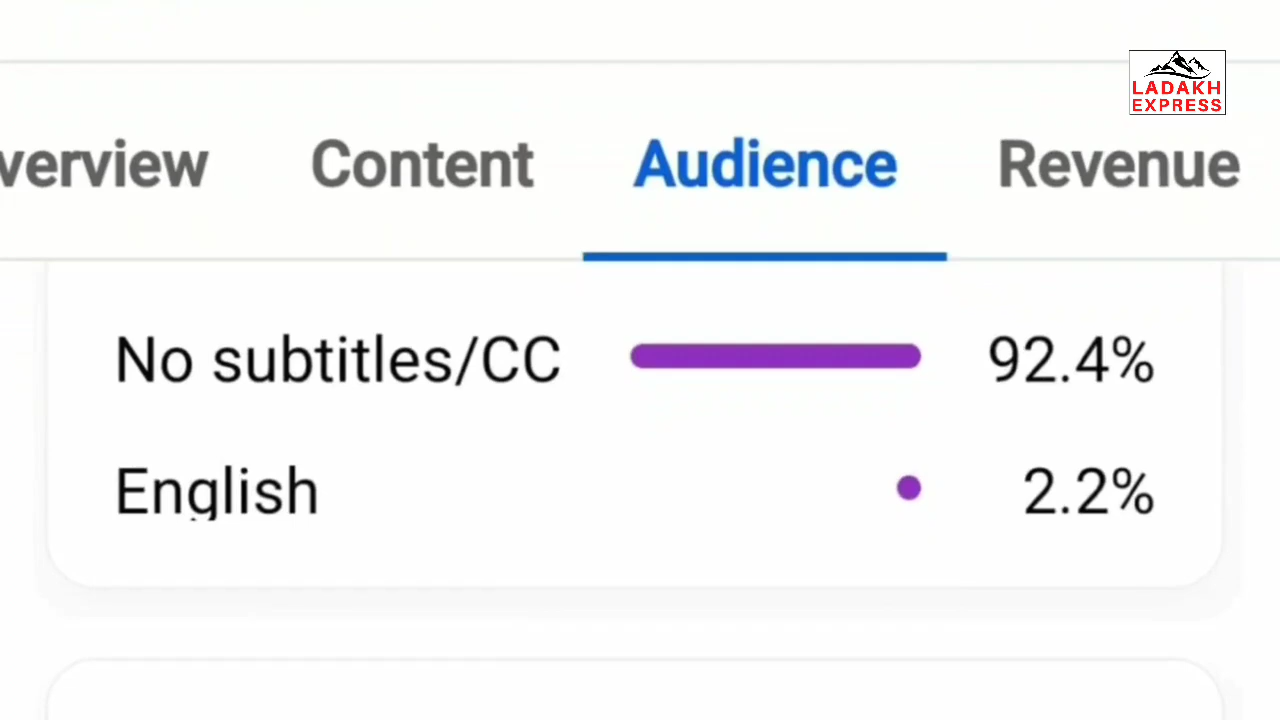 LADAKH
EXPRESS
verview Content Audience Revenue
No subtitles/CC 92.4%
English 2.2%